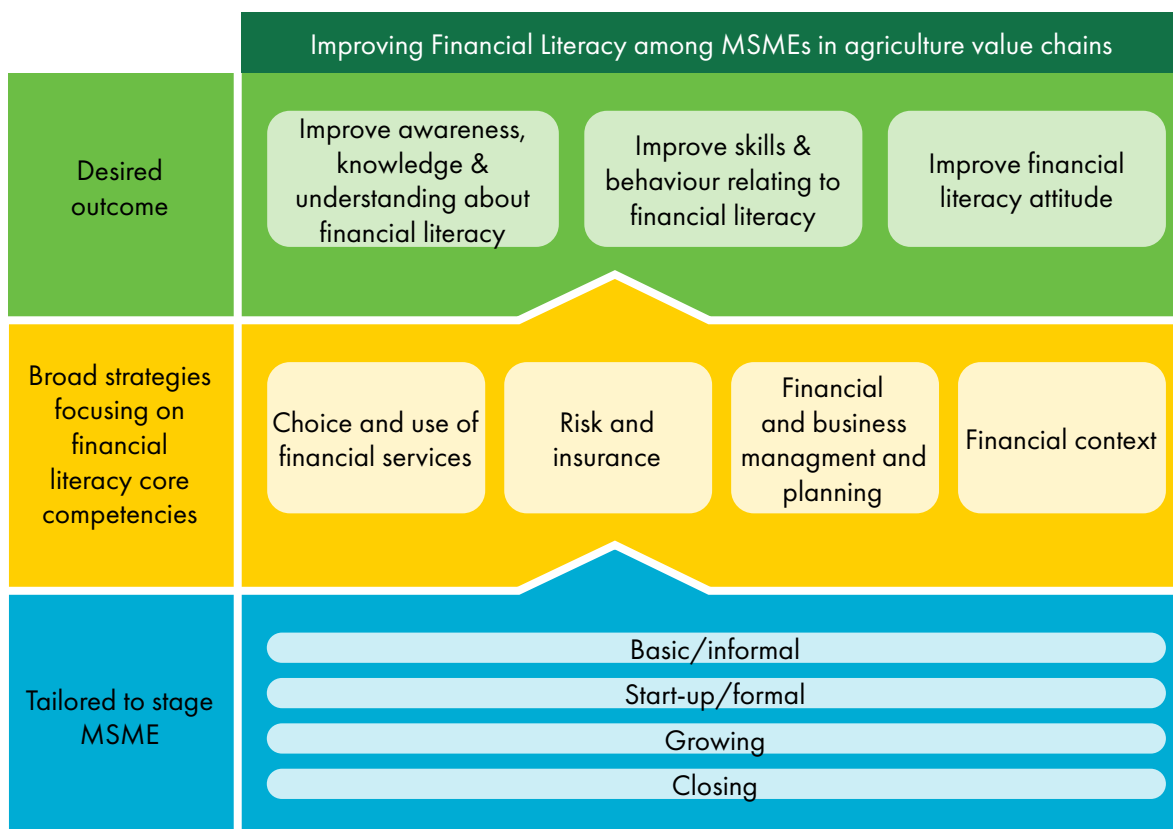 Improving Financial Literacy among MSMEs in agriculture value chains
Desired
outcome
Improve awareness,
knowledge &
understanding about
financial literacy
Improve skills &
behaviour relating to
financial literacy
Improve financial
literacy attitude
Broad strategies
focusing on
financial
literacy core
competencies
Choice and use of
financial services
Risk and
insurance
Financial
and business
managment and
planning
Financial context
Tailored to stage
MSME
Basic/informal
Start-up/formal
Growing
Closing